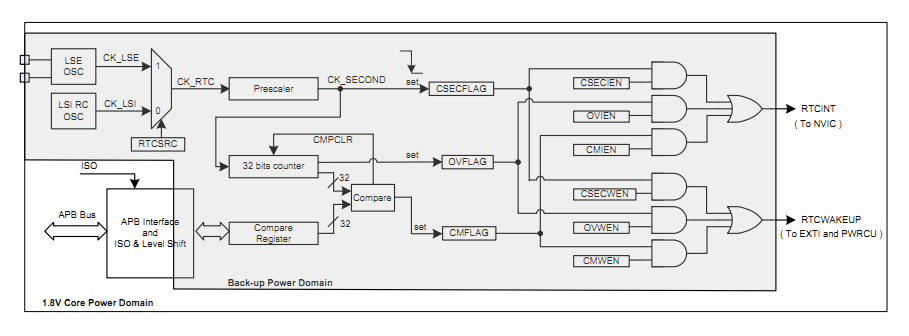 LSE
OSC
CK_LSE
1
CK_RTC
Prescaler
CK_SECOND
set
CSECFLAG
CSECIEN
LSI RC
OSC
CK_LSI
0
RTCSRC
OVIEN
RTCINT
( To NVIC )
CMPCLR
CMIEN
ISO
32 bits counter
set
OVFLAG
32
Compare
CSECWEN
APB Bus
APB Interface
and
ISO & Level Shift
Compare
Register
32
set
CMFLAG
OVWEN
RTCWAKEUP
( To EXTI and PWRCU )
CMWEN
Back-up Power Domain
1.8V Core Power Domain